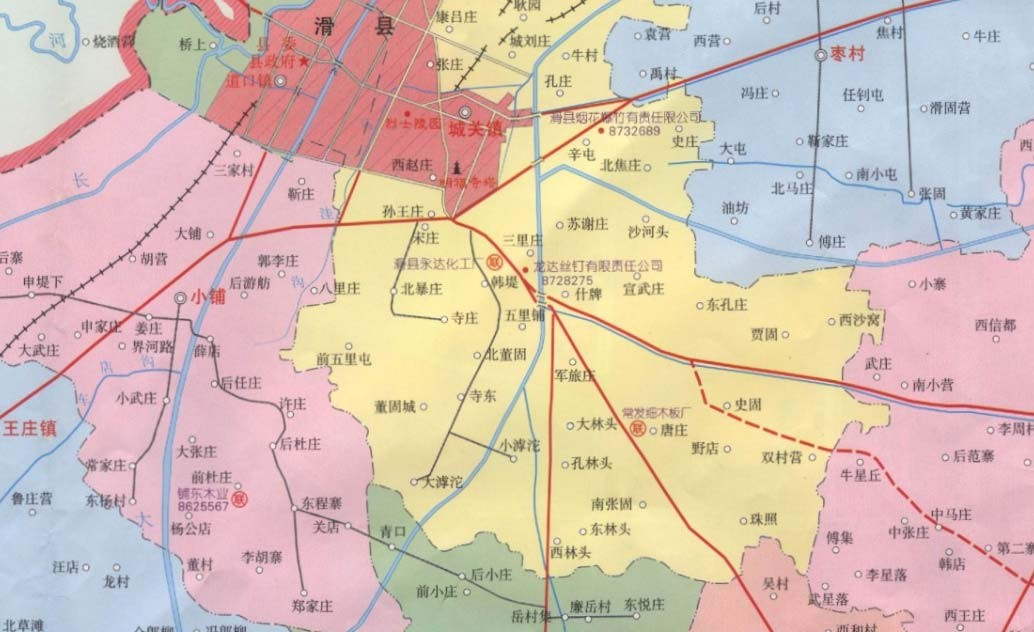 康吕庄
耿园
后村
焦村
牛庄
烧酒营
河
桥上
滑县
县委
县政府
道口镇
张庄
城刘庄
牛村
袁营
西营
枣村
禹村
孔庄
冯庄
任钊屯
滑固营
烈士陵园
城关镇
滑县烟花爆竹有责任公司
8732689
史庄
大屯
靳家庄
西
三家村
西赵庄
明福寺塔
辛屯
北焦庄
北马庄
南小屯
张固
长
靳庄
孙王庄
宋庄
苏谢庄
沙河头
油坊
黄家庄
傅庄
大铺
三里庄
后寨
胡营
郭李庄
沟
滑县永达化工厂
联
龙达丝钉有限责任公司
8728275
小寨
申堤下
小铺
后游舫
八里庄
北暴庄
韩堤
什牌
宣武庄
东孔庄
西沙窝
西信都
寺庄
五里铺
申家庄
姜庄
界河路
薛店
贾固
大武庄
前五里屯
北董固
军旅庄
武庄
店
沟
后任庄
南小营
小武庄
许庄
董固城
寺东
常发细木板厂
联
唐庄
史固
王庄镇
大林头
李周村
大张庄
后杜庄
小滹沱
野店
双村营
后范寨
常家庄
前杜庄
大滹沱
孔林头
牛星丘
鲁庄营
东杨村
铺东木业
8625567
联
东程寨
南张固
中马庄
大
杨公店
关店
青口
东林头
珠照
中张庄
傅集
西林头
第二寨
韩店
汪店
龙村
董村
李胡寨
后小庄
吴村
李星落
前小庄
武星落
郑家庄
岳村集
廉岳村
东悦庄
西王庄
北草滩
冯郎柳
西和村